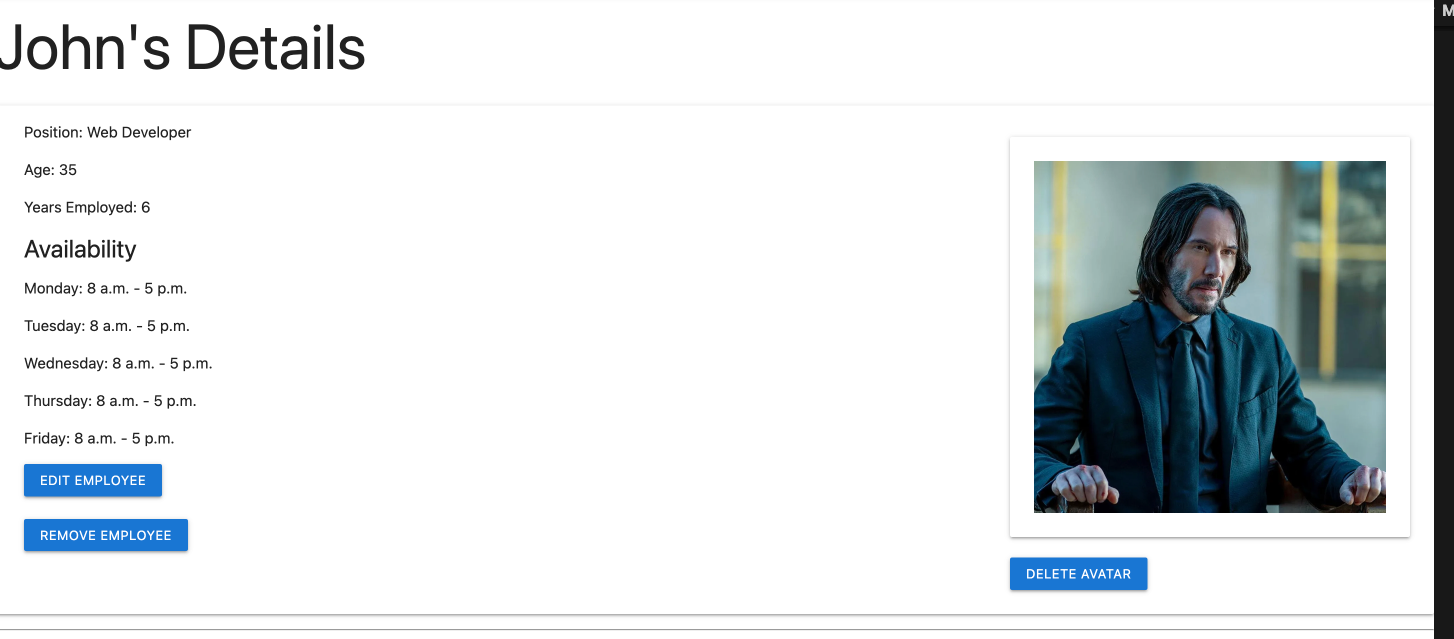 John's Details
Position: Web Developer
Age: 35
Years Employed: 6
Availability
Monday: 8 a.m. - 5 p.m.
Tuesday: 8 a.m. - 5 p.m.
Wednesday: 8 a.m. - 5 p.m.
Thursday: 8 a.m. - 5 p.m.
Friday: 8 a.m. - 5 p.m.
EDIT EMPLOYEE
REMOVE EMPLOYEE
DELETE AVATAR